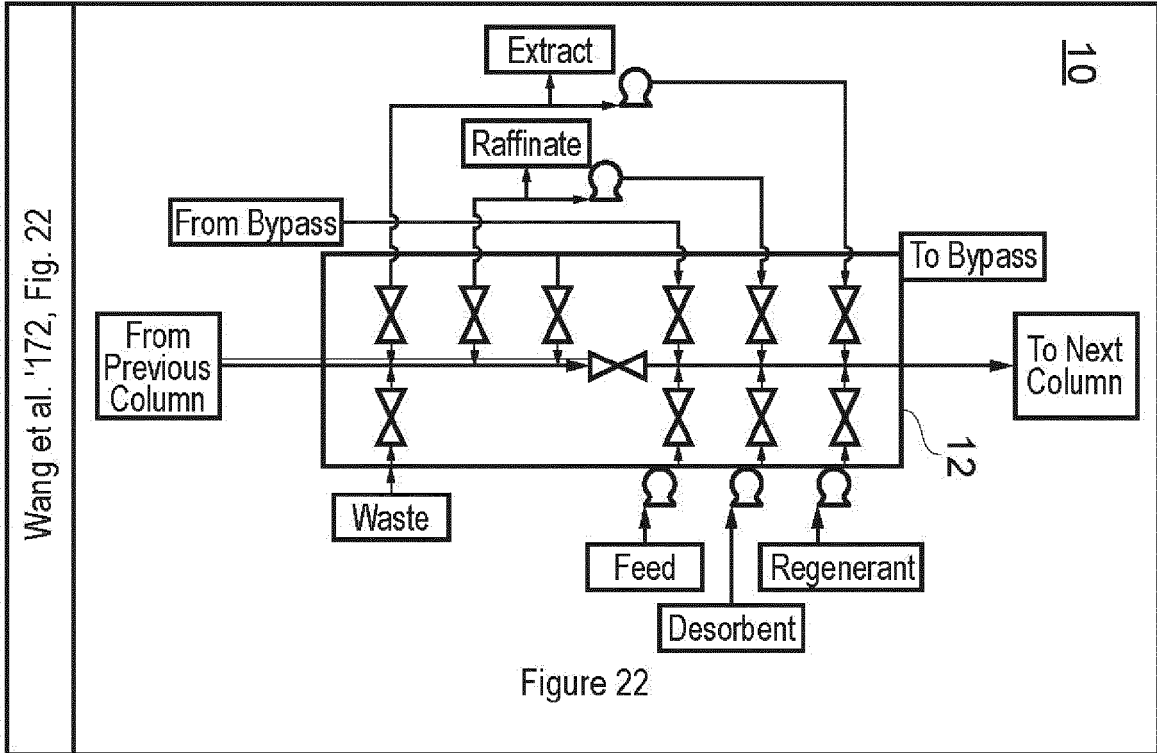 Wang et al. '172, Fig. 22
10
Extract
Raffinate
From Bypass
To Bypass
From
Previous
Column
To Next
Column
12
Waste
Feed
Regenerant
Desorbent
Figure 22